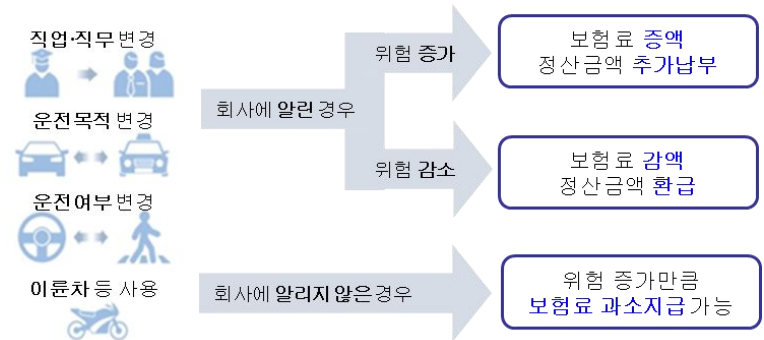 직업·직무 변경
운전목적 변경
운전여부 변경
이륜차 등 사용
회사에 알린 경우
위험 증가
보험료 증액
정산금액 추가납부
위험 감소
보험료 감액
정산금액 환급
회사에 알리지 않은 경우
위험 증가만큼
보험료 과소지급 가능